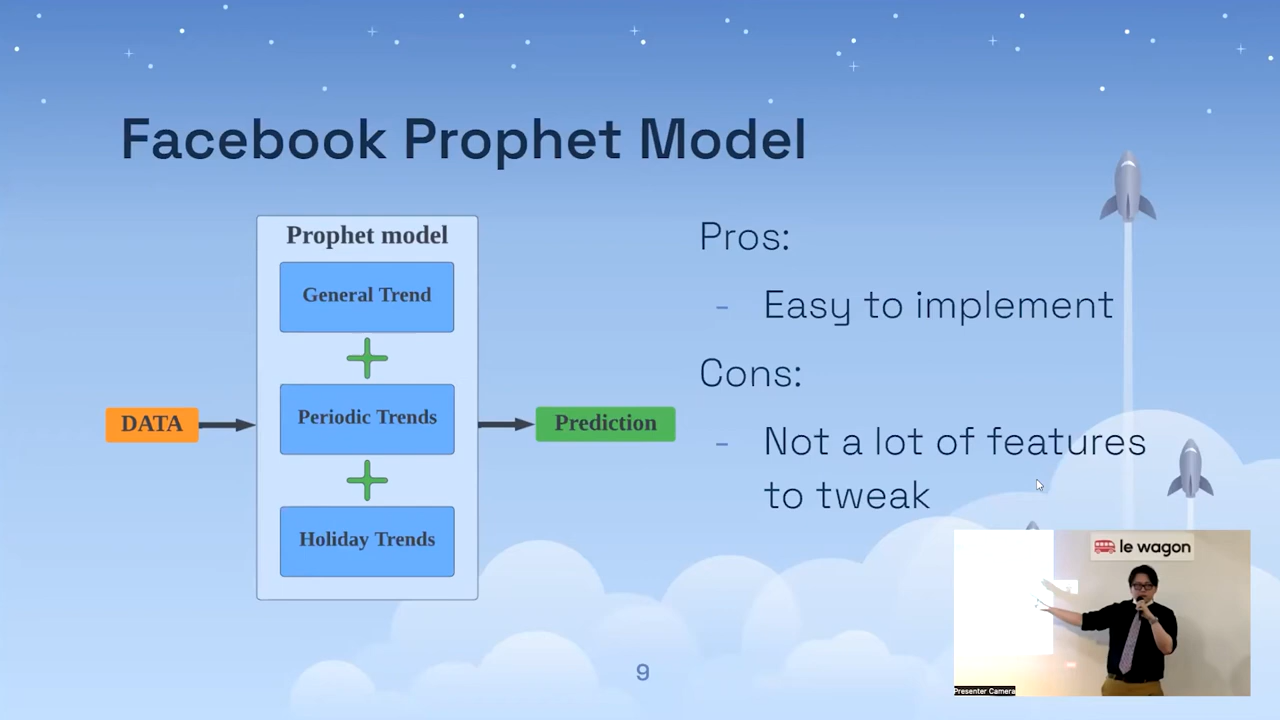 Facebook Prophet Model
Prophet model
General Trend
Periodic Trends
Holiday Trends
DATA
Prediction
Pros:
- Easy to implement
Cons:
- Not a lot of features
to tweak
le wagon
Presenter Camera
9